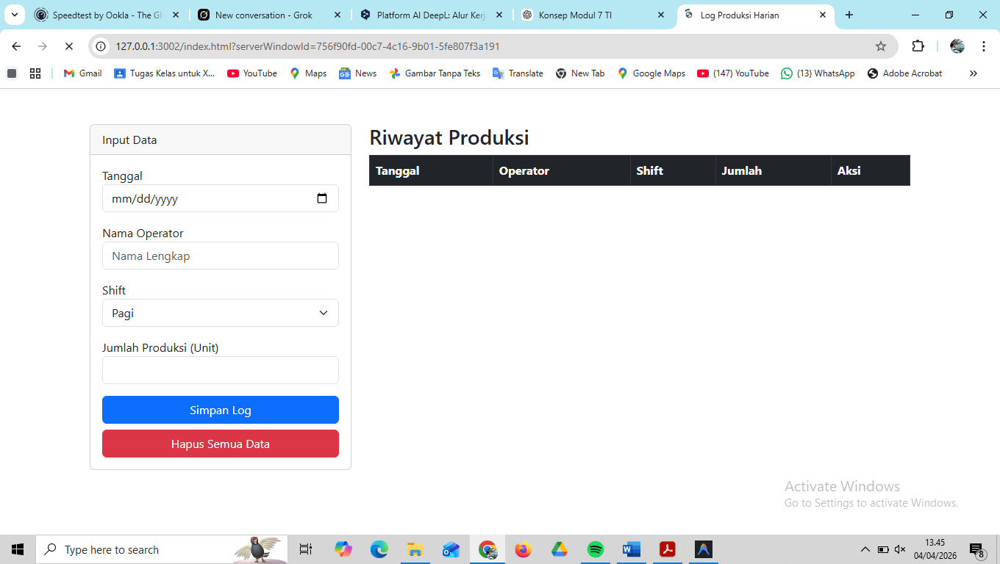 Speedtest by Ookla - The Gl
New conversation - Grok
Platform AI DeepL: Alur Kerj
Konsep Modul 7 TI
Log Produksi Harian
127.0.0.1:3002/index.html?serverWindowId=756f90fd-00c7-4c16-9b01-5fe807f3a191
Gmail
Tugas Kelas untuk X...
YouTube
Maps
News
Gambar Tanpa Teks
Translate
New Tab
Google Maps
(147) YouTube
(13) WhatsApp
Adobe Acrobat
Input Data
Tanggal
mm/dd/yyyy
Nama Operator
Nama Lengkap
Shift
Pagi
Jumlah Produksi (Unit)
Simpan Log
Hapus Semua Data
Riwayat Produksi
Tanggal Operator Shift Jumlah Aksi
Activate Windows
Go to Settings to activate Windows.
Type here to search
13.45
04/04/2026
8